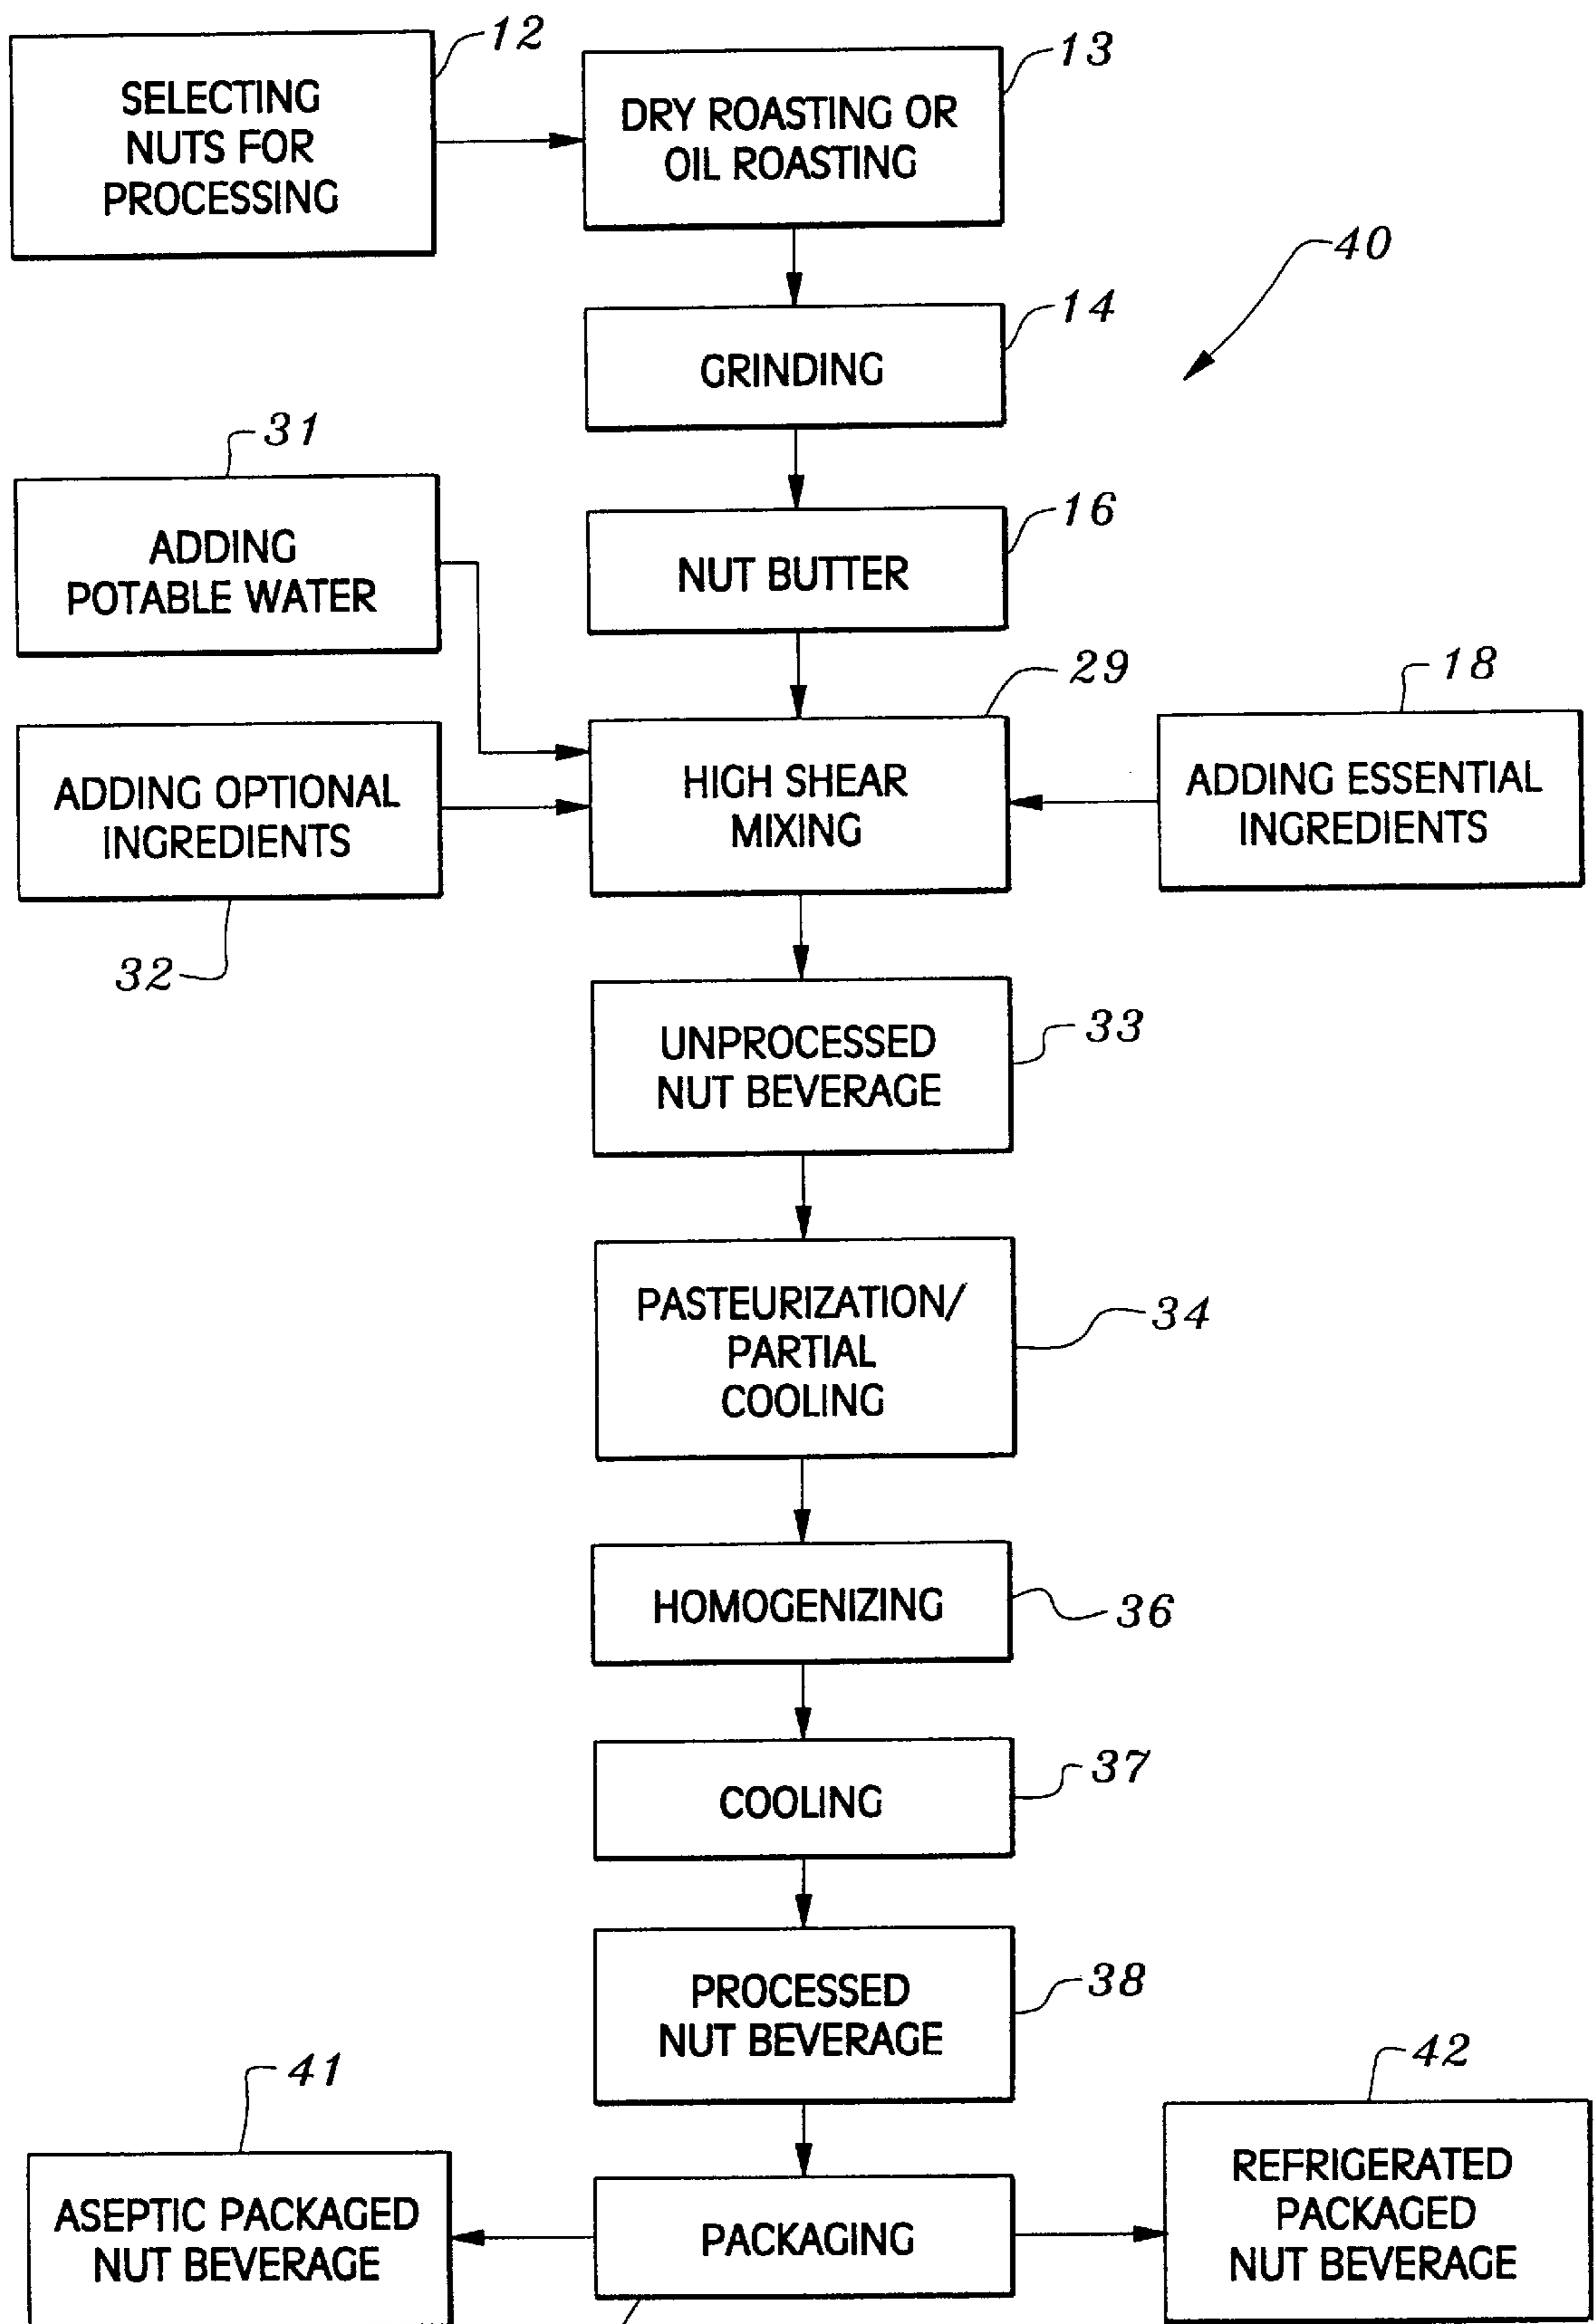 12
SELECTING
NUTS FOR
PROCESSING
13
DRY ROASTING OR
OIL ROASTING
40
14
GRINDING
31
ADDING
POTABLE WATER
16
NUT BUTTER
29
HIGH SHEAR
MIXING
18
ADDING ESSENTIAL
INGREDIENTS
ADDING OPTIONAL
INGREDIENTS
32
UNPROCESSED
NUT BEVERAGE
33
PASTEURIZATION/
PARTIAL
COOLING
34
HOMOGENIZING
36
COOLING
37
PROCESSED
NUT BEVERAGE
38
41
ASEPTIC PACKAGED
NUT BEVERAGE
PACKAGING
42
REFRIGERATED
PACKAGED
NUT BEVERAGE